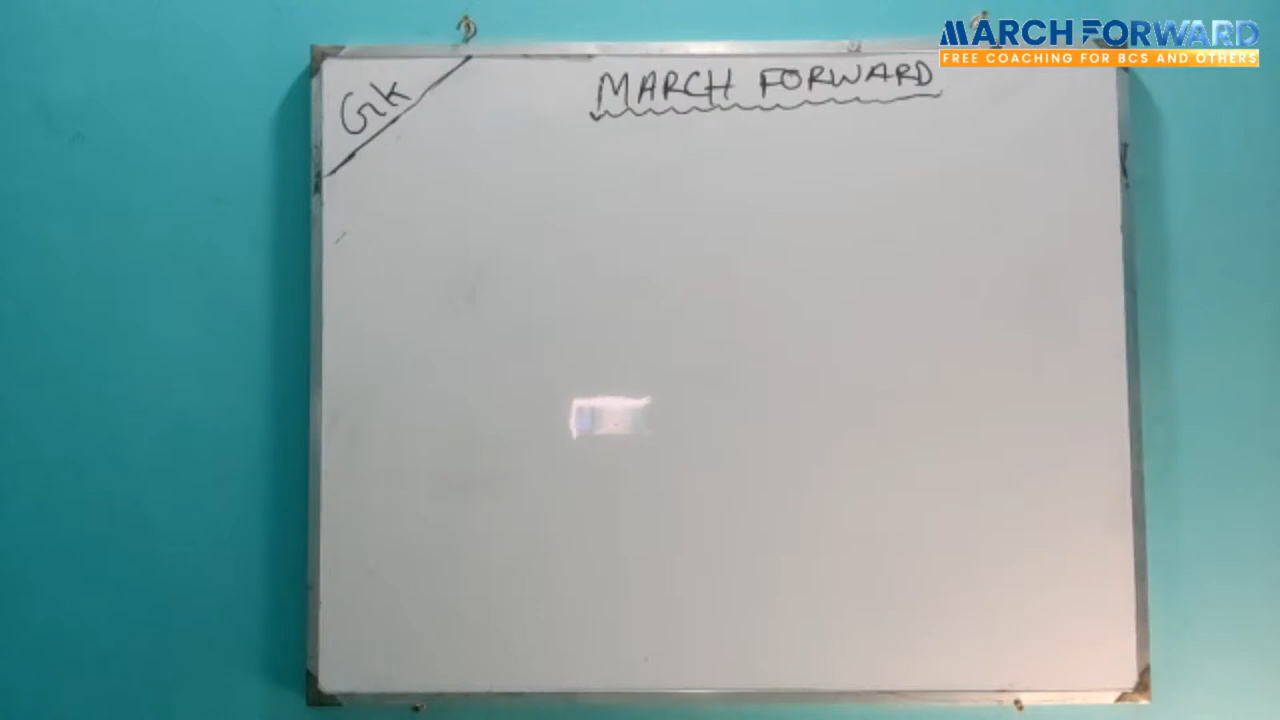 MARCH FORWARD
FREE COACHING FOR BCS AND OTHERS
GK
MARCH FORWARD